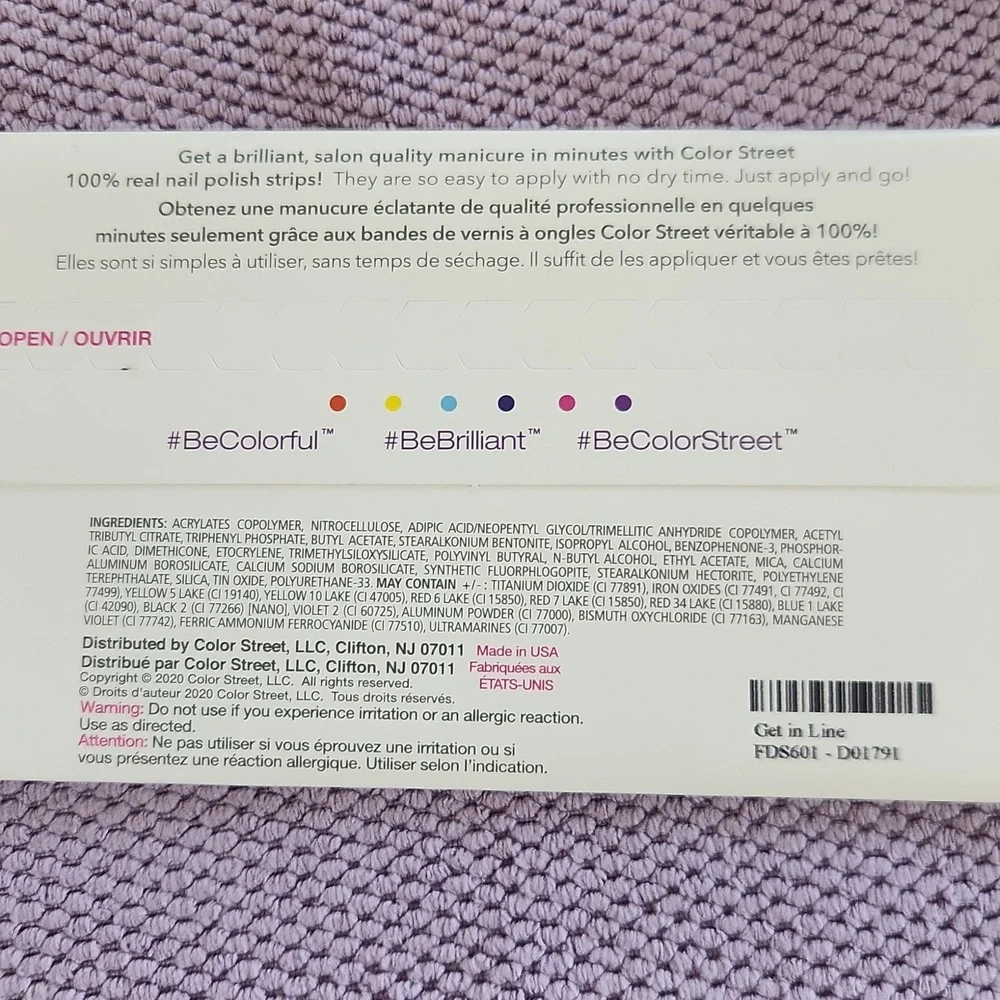 Get a brilliant, salon quality manicure in minutes with Color Street
100% real nail polish strips! They are so easy to apply with no dry time. Just apply and go!
Obtenez une manucure éclatante de qualité professionnelle en quelques
minutes seulement grâce aux bandes de vernis à ongles Color Street véritable à 100%!
Elles sont si simples à utiliser, sans temps de séchage. Il suffit de les appliquer et vous êtes prêtes!
OPEN / OUVRIR
#BeColorful™ #BeBrilliant™ #BeColorStreet™
INGREDIENTS: ACRYLATES COPOLYMER, NITROCELLULOSE, ADIPIC ACID/NEOPENTYL GLYCOL/TRIMELLITIC ANHYDRIDE COPOLYMER, ACETYL
TRIBUTYL CITRATE, TRIPHENYL PHOSPHATE, BUTYL ACETATE, STEARALKONIUM BENTONITE, ISOPROPYL ALCOHOL, BENZOPHENONE-3, PHOSPHOR-
IC ACID, DIMETHICONE, ETOCRYLENE, TRIMETHYLSILOXYSILICATE, POLYVINYL BUTYRAL, N-BUTYL ALCOHOL, ETHYL ACETATE, MICA, CALCIUM
ALUMINUM BOROSILICATE, CALCIUM SODIUM BOROSILICATE, SYNTHETIC FLUORPHLOGOPITE, STEARALKONIUM HECTORITE, POLYETHYLENE
TEREPHTHALATE, SILICA, TIN OXIDE, POLYURETHANE-33. MAY CONTAIN +/-: TITANIUM DIOXIDE (CI 77891), IRON OXIDES (CI 77491, CI 77492, CI
77499), YELLOW 5 LAKE (CI 19140), YELLOW 10 LAKE (CI 47005), RED 6 LAKE (CI 15850), RED 7 LAKE (CI 15850), RED 34 LAKE (CI 15880), BLUE 1 LAKE
(CI 42090), BLACK 2 (CI 77266) [NANO], VIOLET 2 (CI 60725), ALUMINUM POWDER (CI 77000), BISMUTH OXYCHLORIDE (CI 77163), MANGANESE
VIOLET (CI 77742), FERRIC AMMONIUM FERROCYANIDE (CI 77510), ULTRAMARINES (CI 77007).
Distributed by Color Street, LLC, Clifton, NJ 07011
Distribué par Color Street, LLC, Clifton, NJ 07011
Made in USA
Fabriquées aux
ÉTATS-UNIS
Copyright © 2020 Color Street, LLC. All rights reserved.
© Droits d'auteur 2020 Color Street, LLC. Tous droits réservés.
Warning: Do not use if you experience irritation or an allergic reaction.
Use as directed.
Attention: Ne pas utiliser si vous éprouvez une irritation ou si
vous présentez une réaction allergique. Utiliser selon l'indication.
Get in Line
FDS601 - D01791